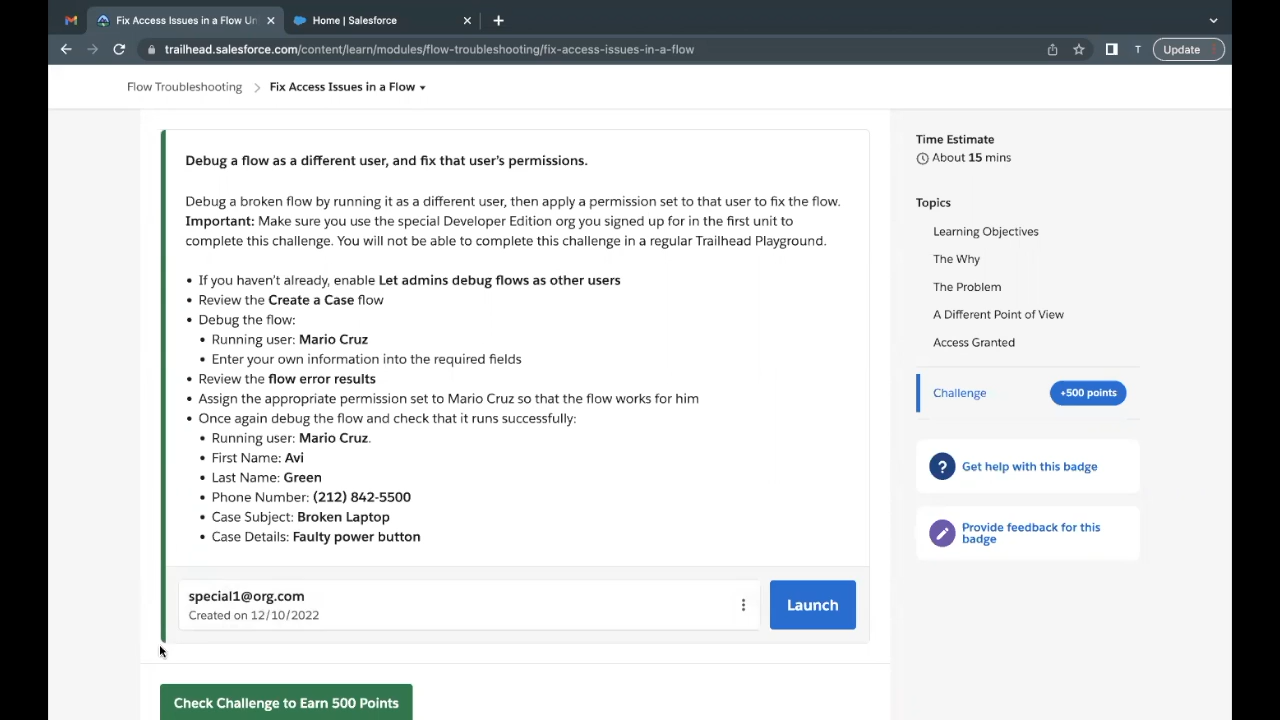 Fix Access Issues in a Flow Un
Home | Salesforce
trailhead.salesforce.com/content/learn/modules/flow-troubleshooting/fix-access-issues-in-a-flow
T
Update
Flow Troubleshooting
Fix Access Issues in a Flow
Debug a flow as a different user, and fix that user's permissions.
Debug a broken flow by running it as a different user, then apply a permission set to that user to fix the flow.
Important: Make sure you use the special Developer Edition org you signed up for in the first unit to
complete this challenge. You will not be able to complete this challenge in a regular Trailhead Playground.
• If you haven't already, enable Let admins debug flows as other users
• Review the Create a Case flow
• Debug the flow:
• Running user: Mario Cruz
• Enter your own information into the required fields
• Review the flow error results
• Assign the appropriate permission set to Mario Cruz so that the flow works for him
• Once again debug the flow and check that it runs successfully:
• Running user: Mario Cruz.
• First Name: Avi
• Last Name: Green
• Phone Number: (212) 842-5500
• Case Subject: Broken Laptop
• Case Details: Faulty power button
special1@org.com
Created on 12/10/2022
Launch
Check Challenge to Earn 500 Points
Time Estimate
About 15 mins
Topics
Learning Objectives
The Why
The Problem
A Different Point of View
Access Granted
Challenge
+500 points
? Get help with this badge
Provide feedback for this
badge